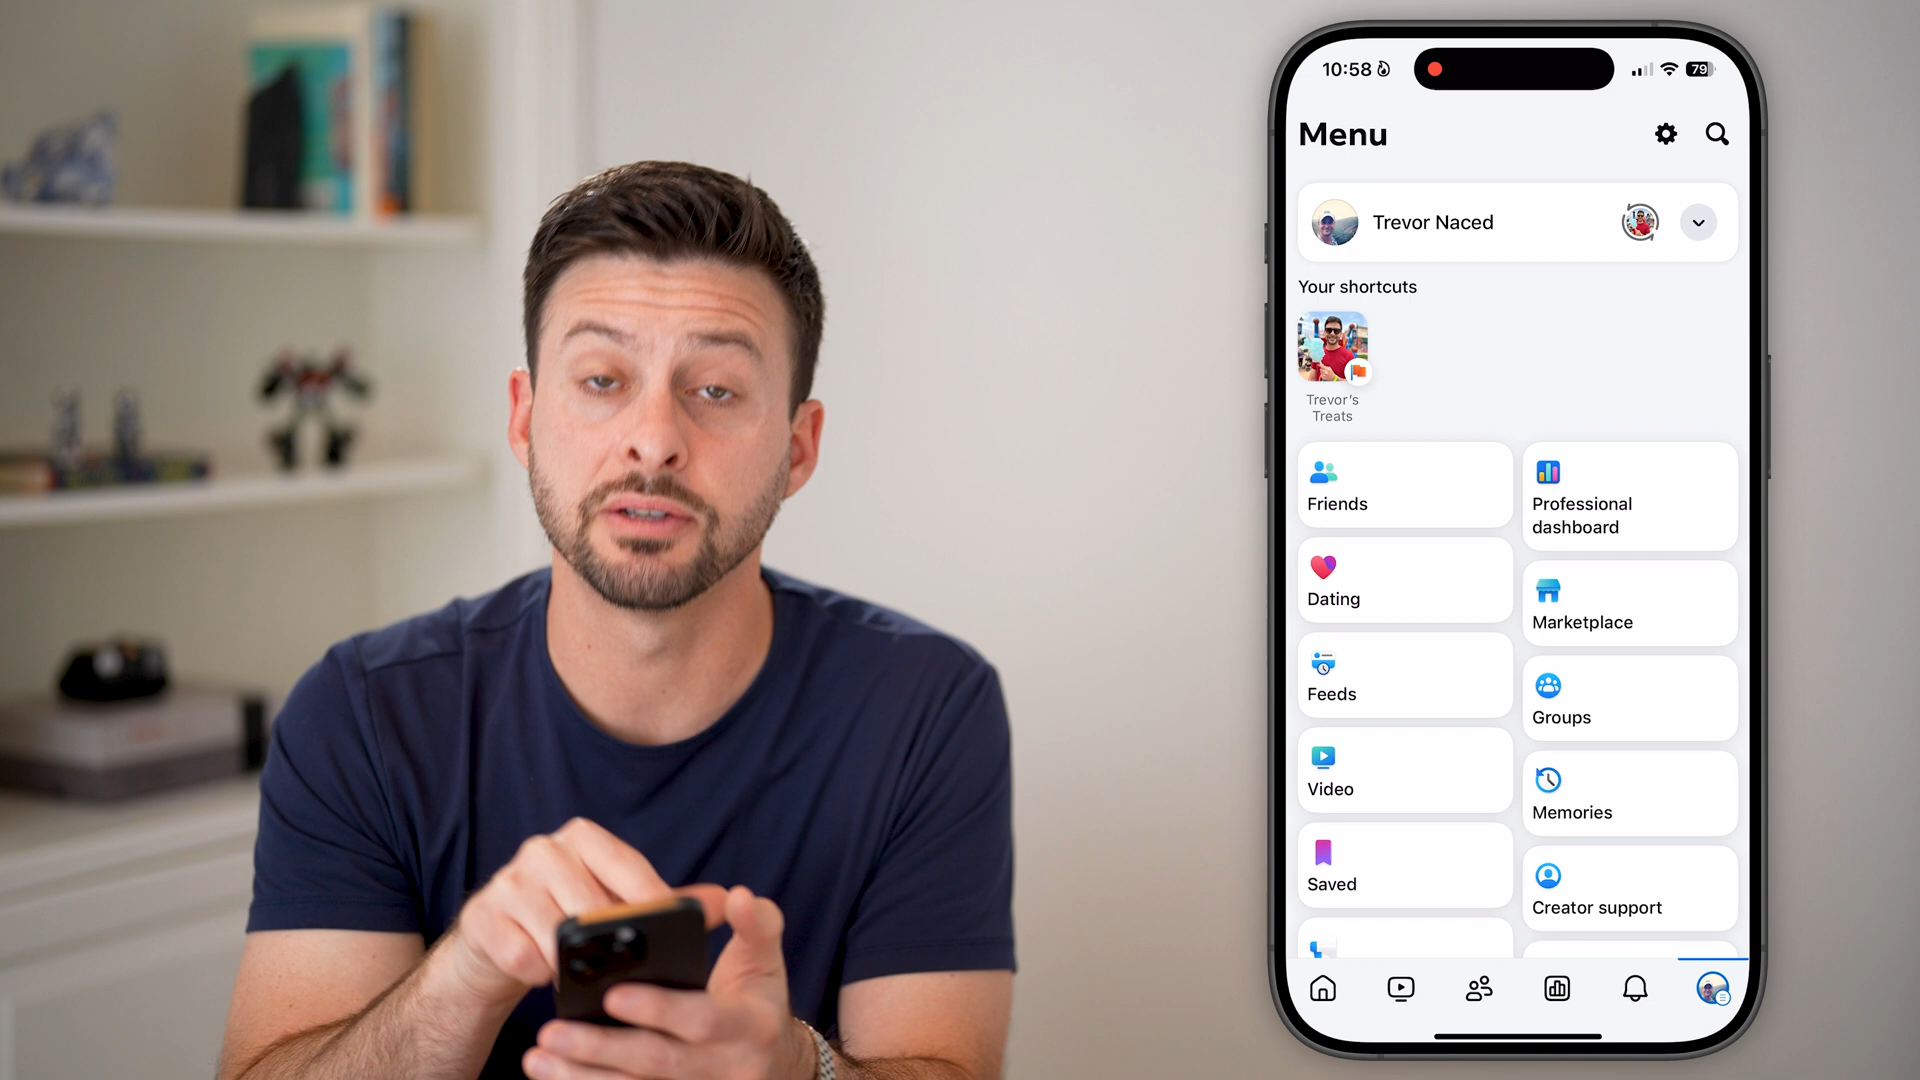 10:58
79
Menu
Trevor Naced
Your shortcuts
Trevor's
Treats
Friends
Professional
dashboard
Dating
Marketplace
Feeds
Groups
Video
Memories
Saved
Creator support